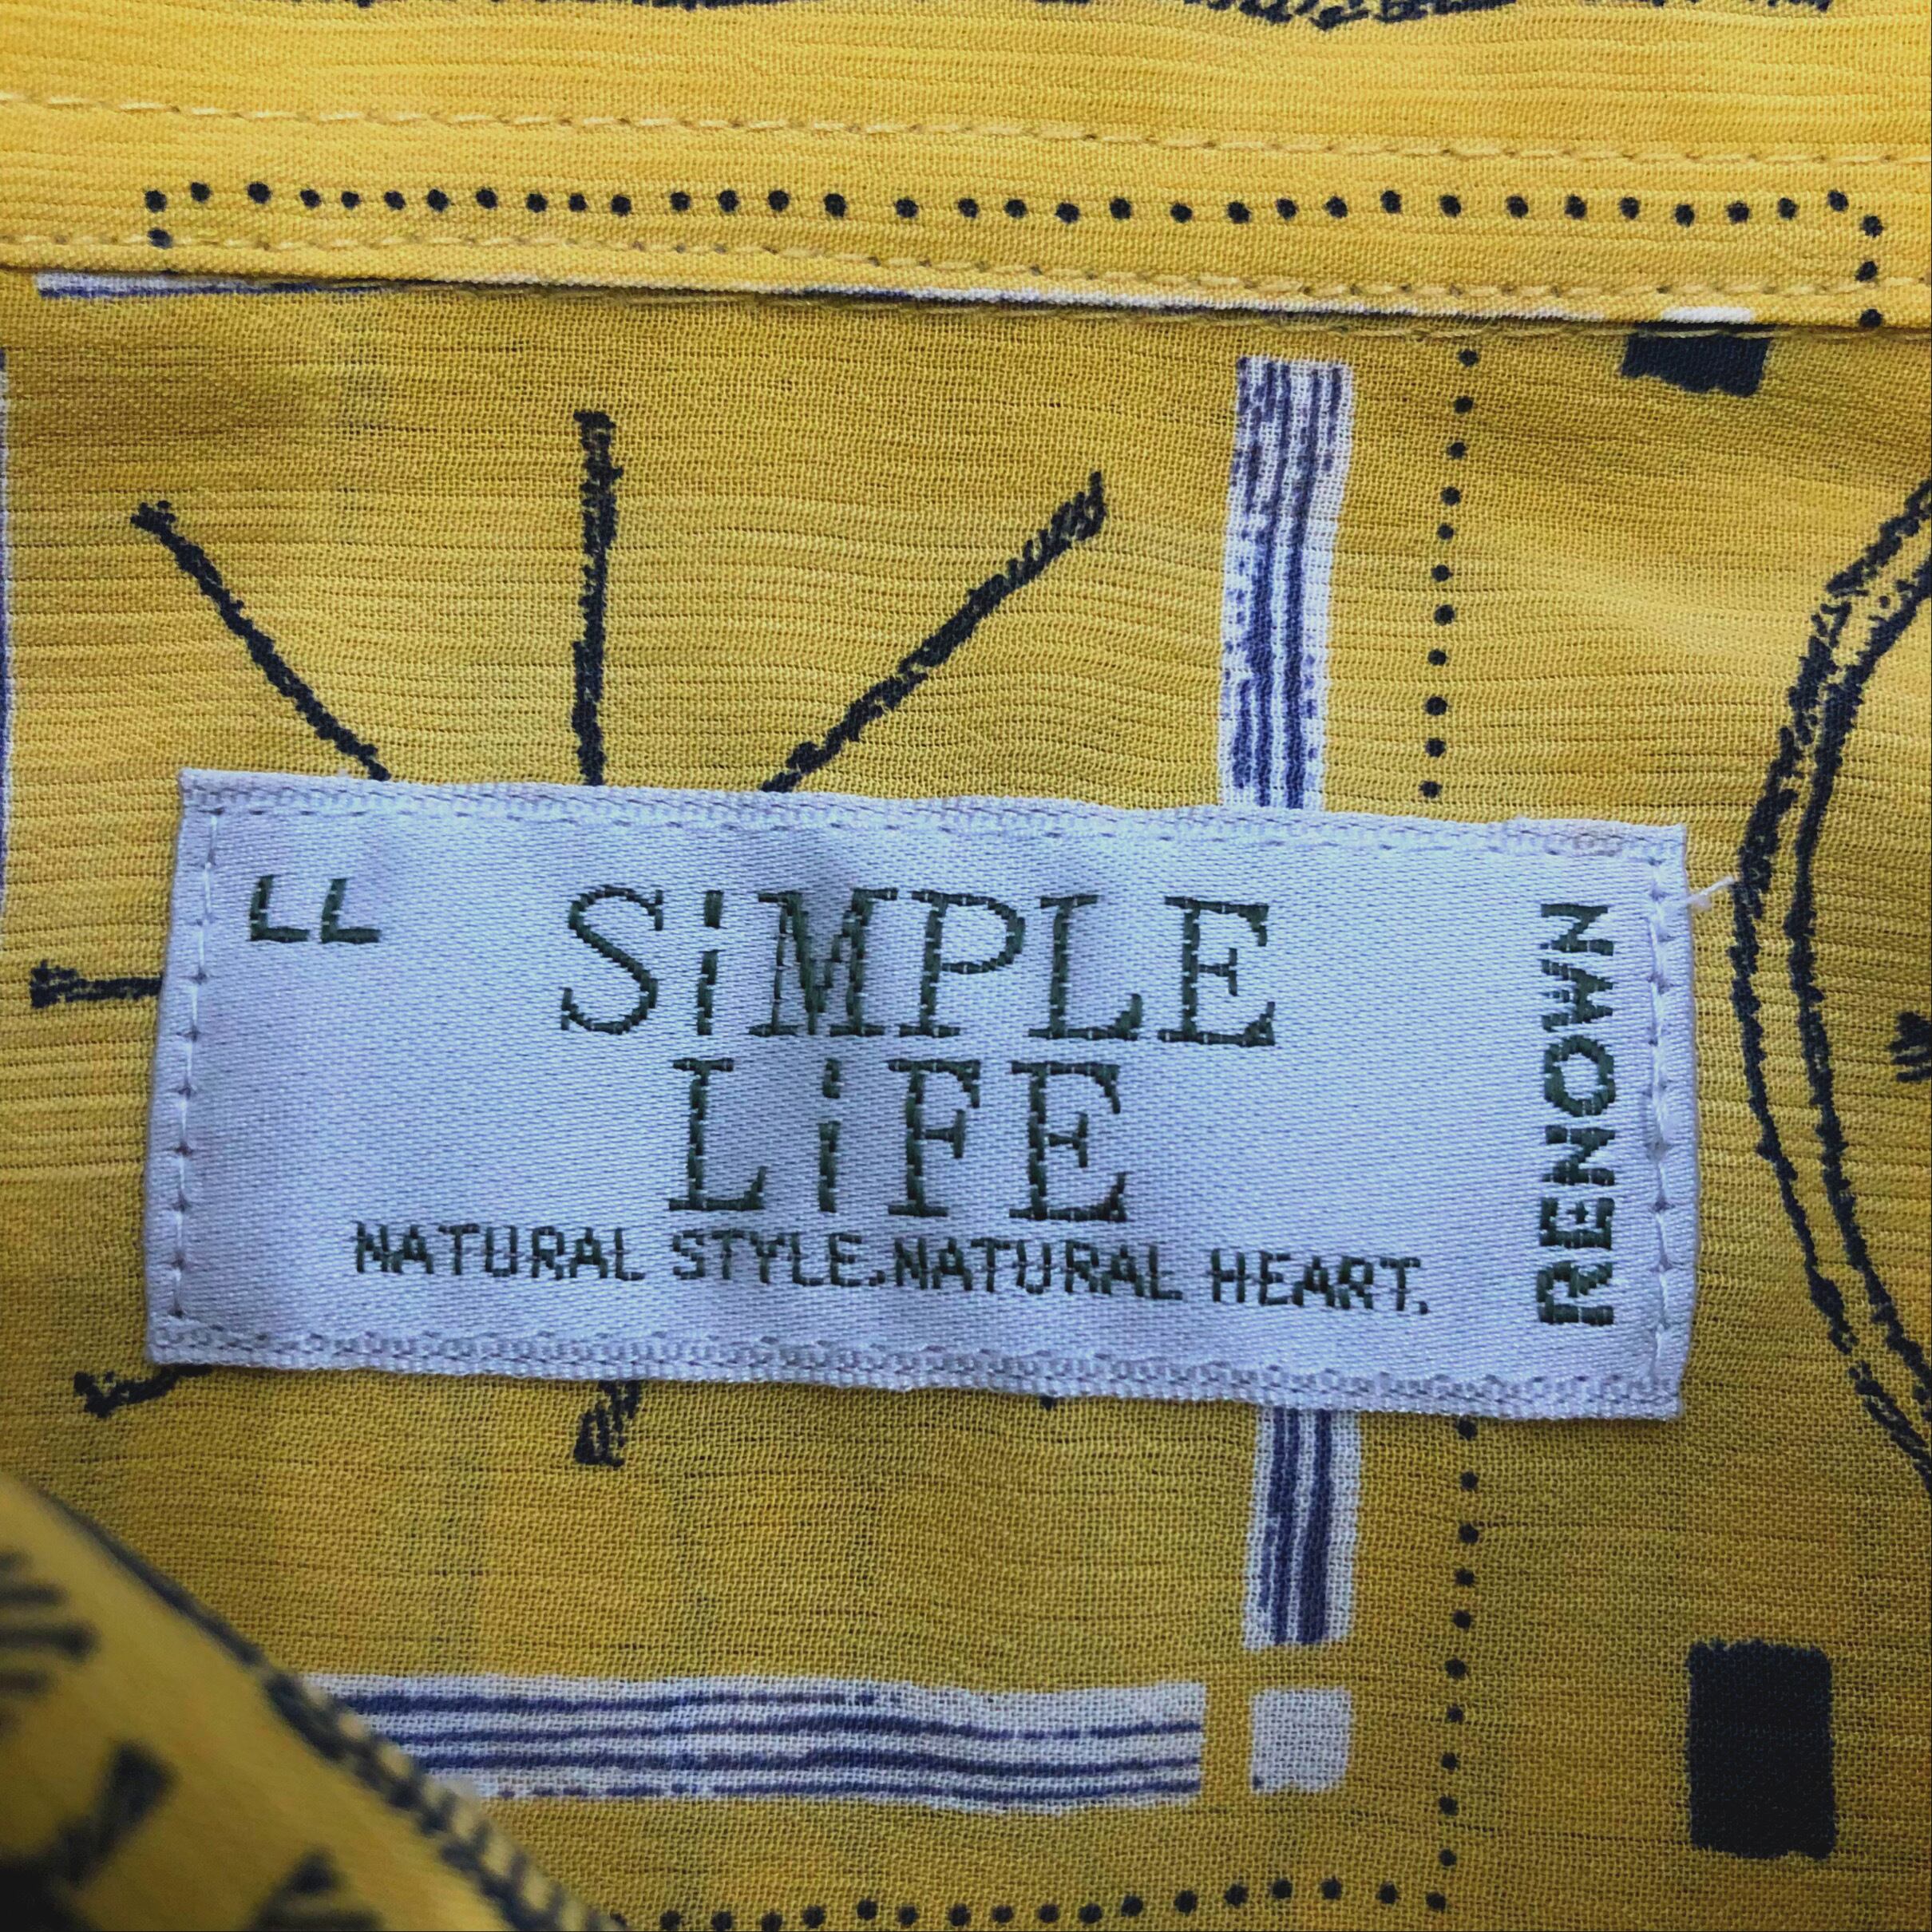 LL
SiMPLE
LiFE
NATURAL STYLE.NATURAL HEART.
RENOWN